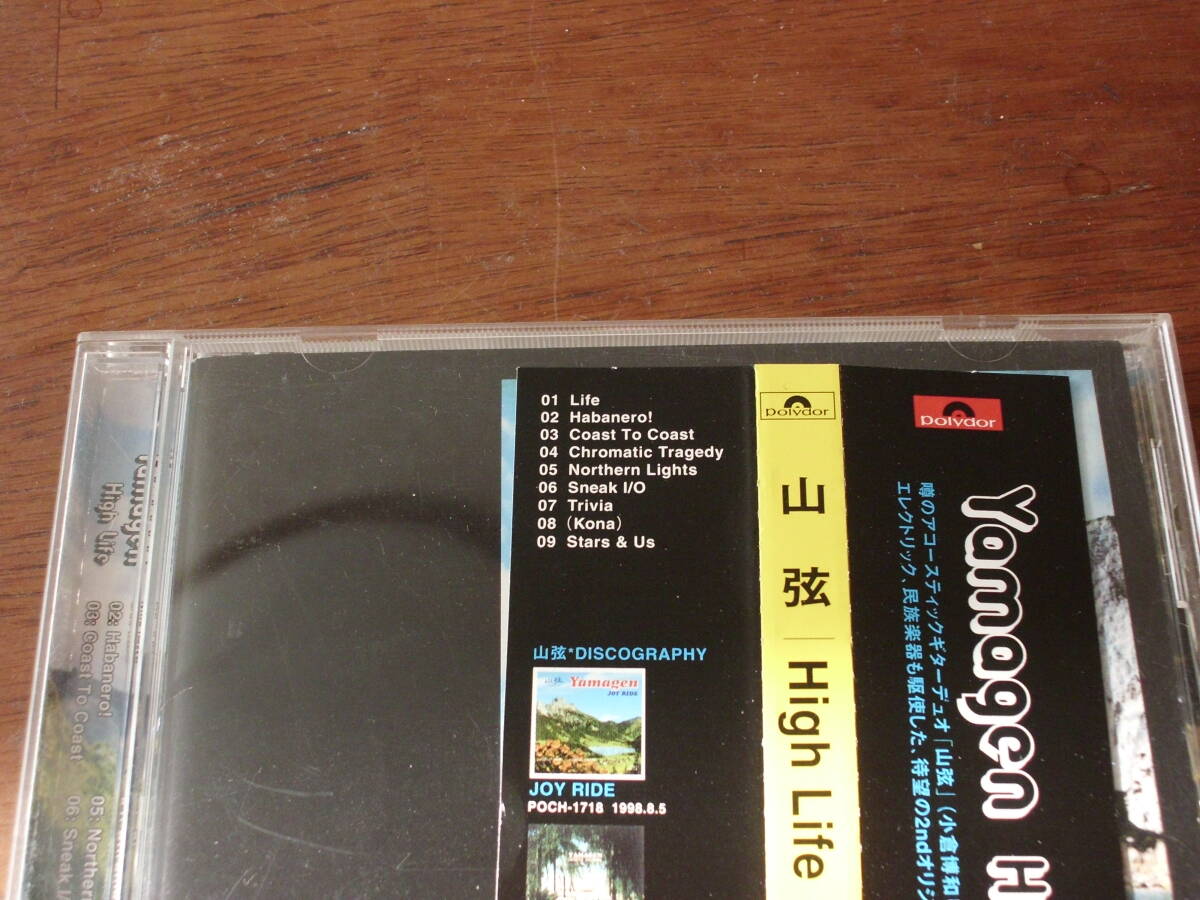 01 Life
02 Habanero!
03 Coast To Coast
04 Chromatic Tragedy
05 Northern Lights
06 Sneak I/O
07 Trivia
08 (Kona)
09 Stars & Us
山弦*DISCOGRAPHY
山弦 Yamagen
JOY RIDE
JOY RIDE
POCH-1718 1998.8.5
YAMAGEN
polydor
山弦 High Life
polydor
Yamagen H
噂のアコースティックギターデュオ「山弦」(小倉博和
エレクトリック、民族楽器も駆使した、待望の2ndオリジ
Yamagen
High Life
02: Habanero!
03: Coast To Coast
05: Northern
06: Sneak I/